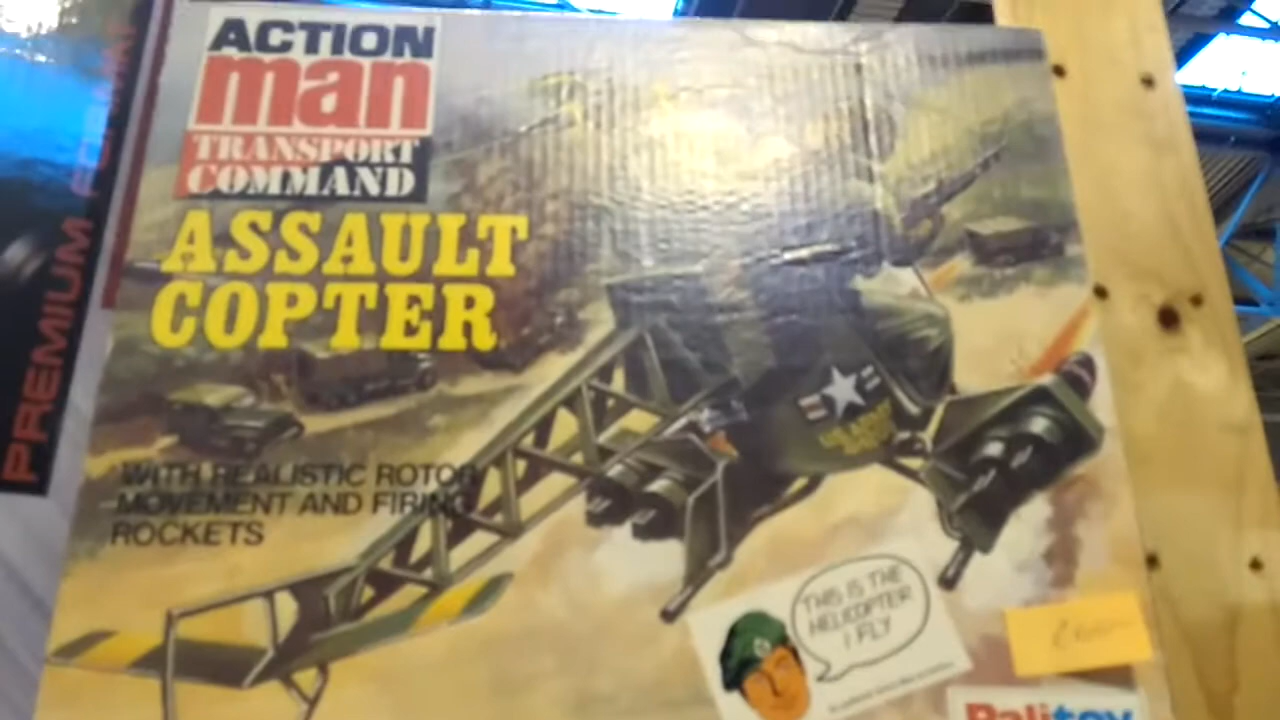 ACTION
man
TRANSPORT
COMMAND
ASSAULT
COPTER
WITH REALISTIC ROTOR
MOVEMENT AND FIRING
ROCKETS
THIS IS THE
HELICOPTER
I FLY
Palitoy
PREMIUM